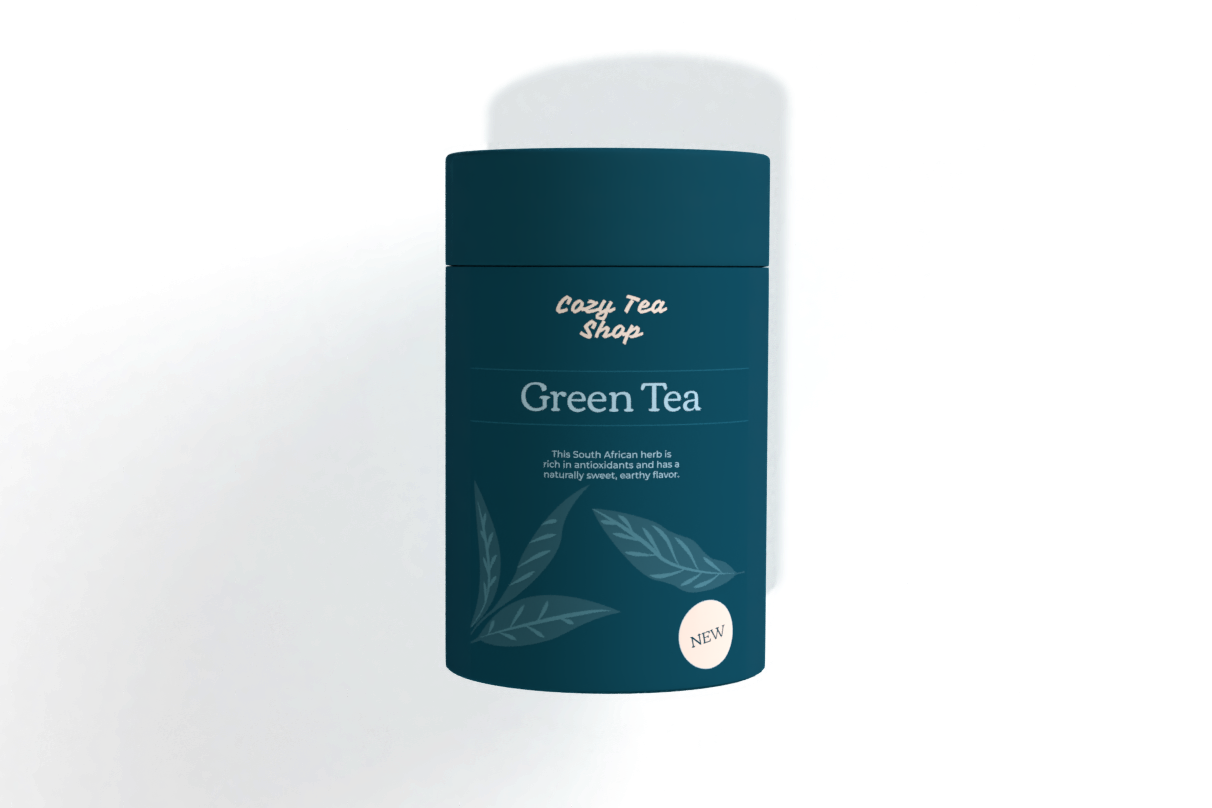 Cozy Tea
Shop
Green Tea
This South African herb is
rich in antioxidants and has a
naturally sweet, earthy flavor.
NEW